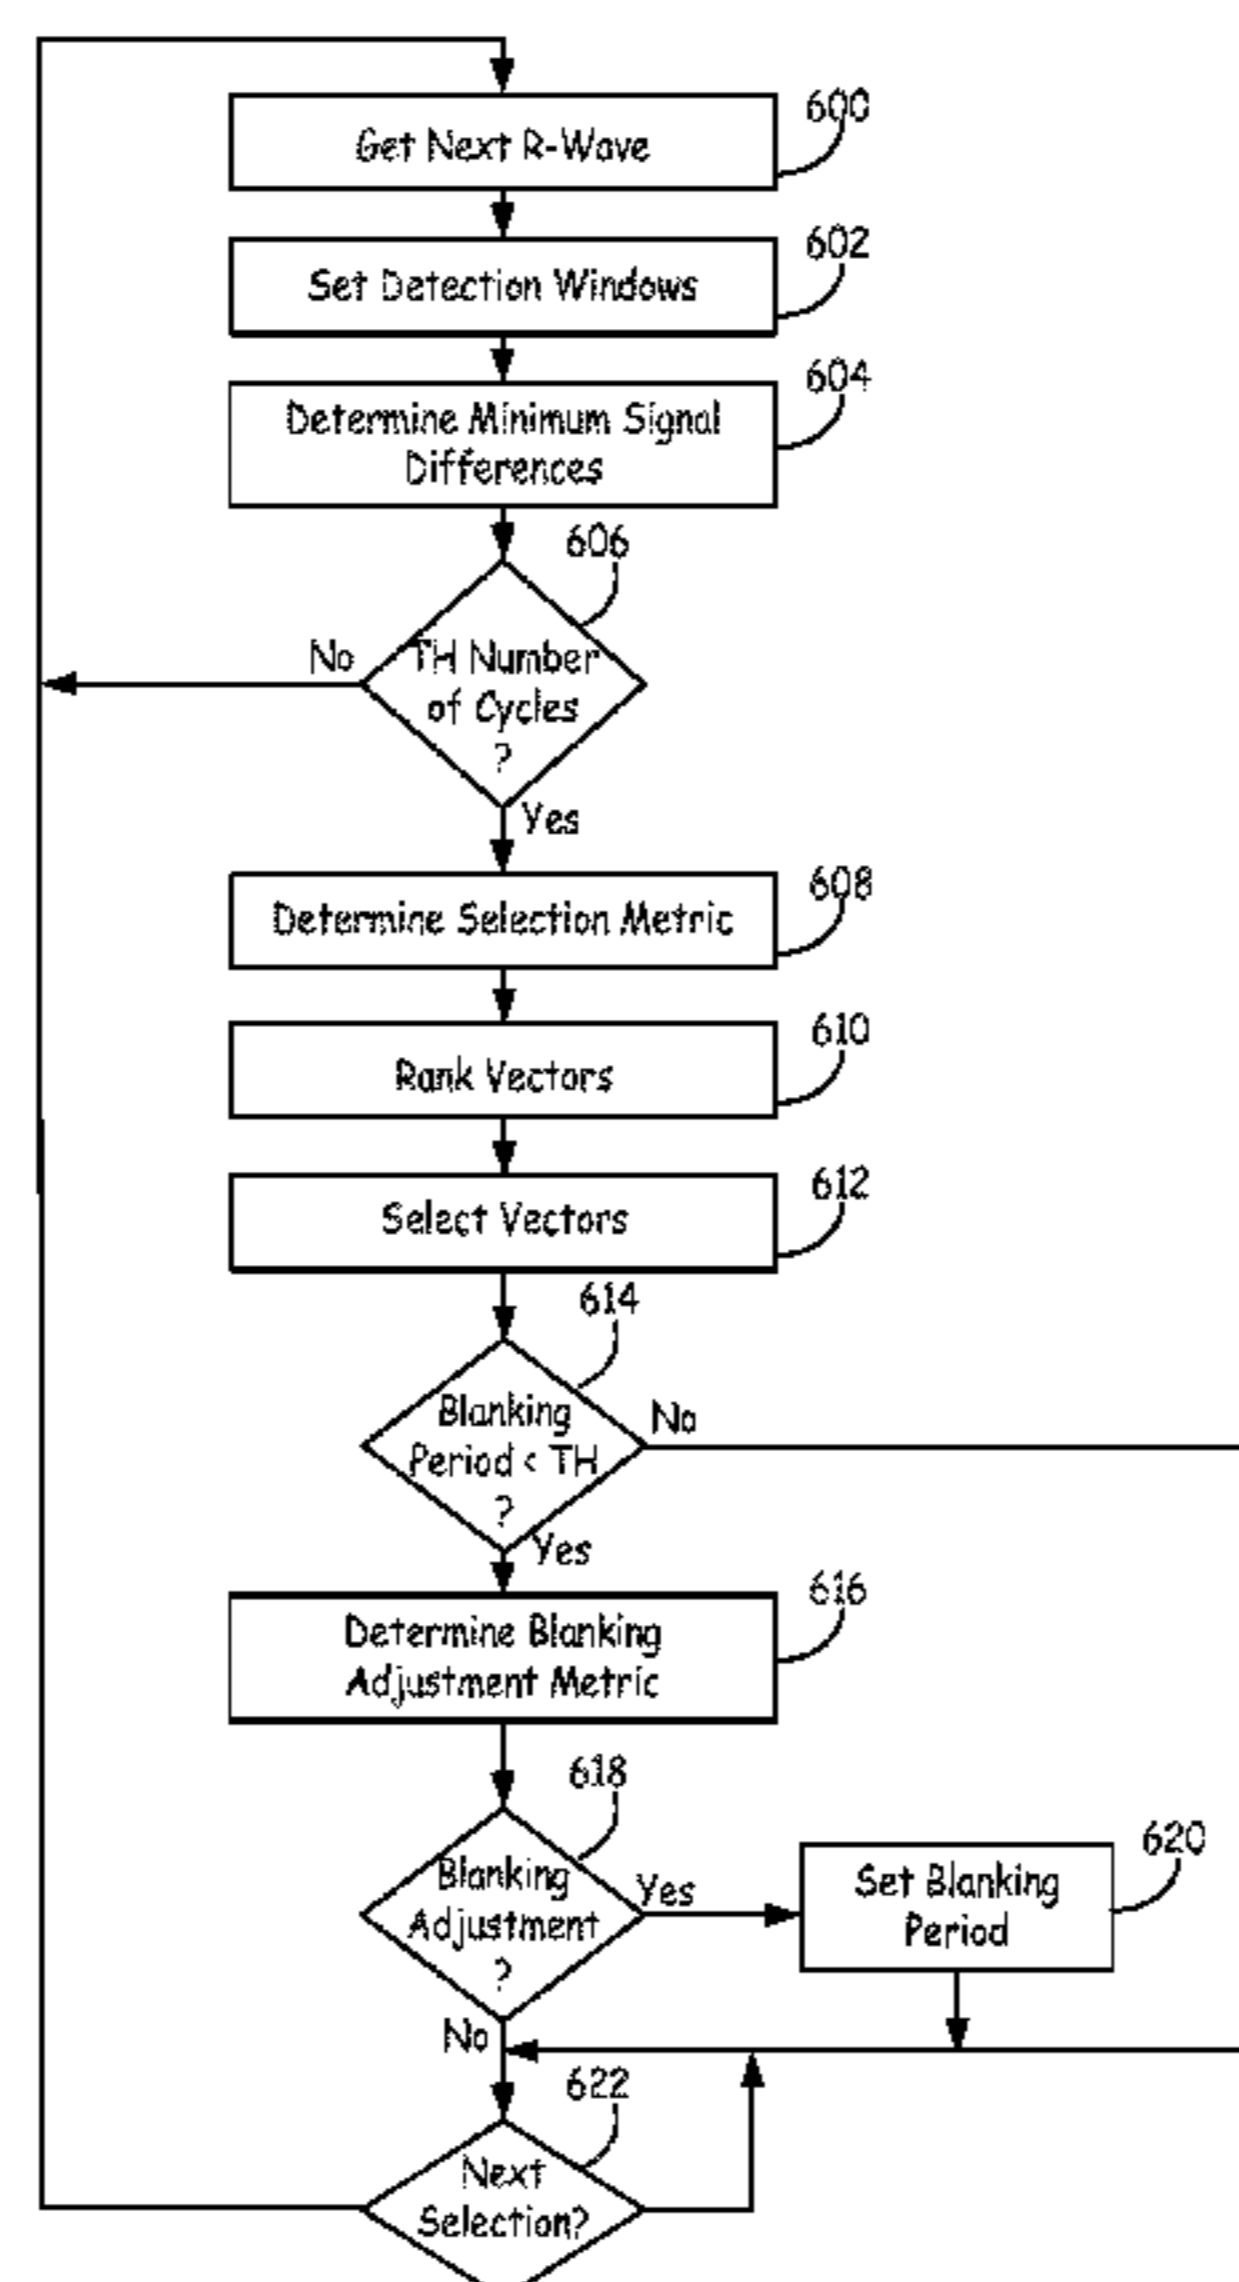 600
Get Next R-Wave
602
Set Detection Windows
604
Determine Minimum Signal
Differences
606
No
TH Number
of Cycles
?
Yes
608
Determine Selection Metric
610
Rank Vectors
612
Select Vectors
614
Blanking
Period < TH
?
No
Yes
616
Determine Blanking
Adjustment Metric
618
Blanking
Adjustment
?
Yes
620
Set Blanking
Period
No
622
Next
Selection?